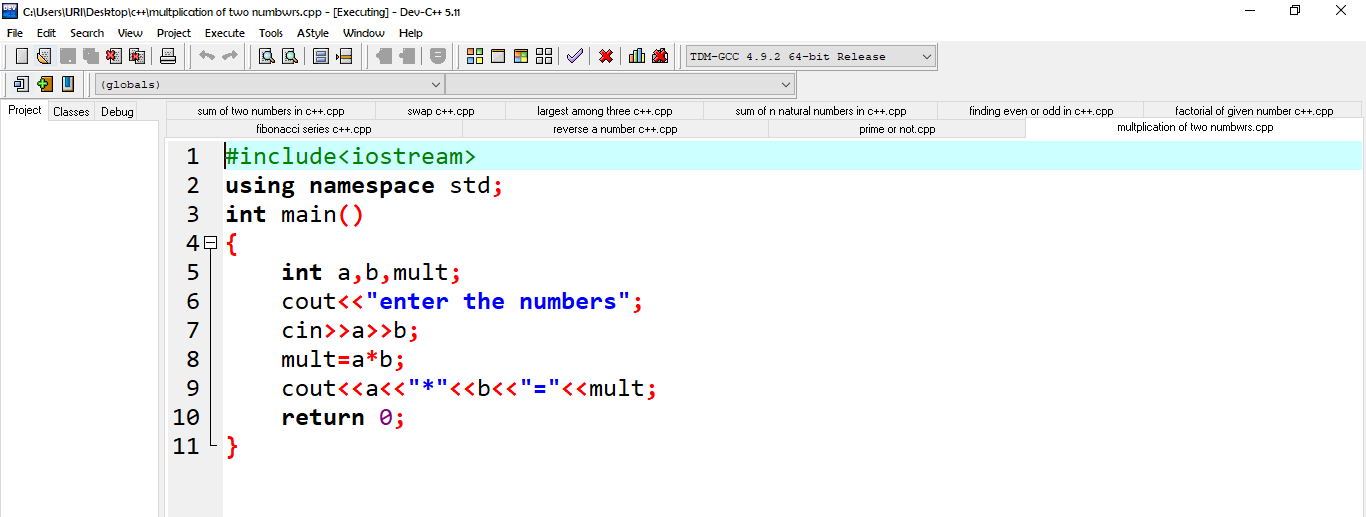 C:\Users\URI\Desktop\c++\multplication of two numbwrs.cpp - [Executing] - Dev-C++ 5.11
File Edit Search View Project Execute Tools AStyle Window Help
TDM-GCC 4.9.2 64-bit Release
(globals)
Project Classes Debug
sum of two numbers in c++.cpp swap c++.cpp largest among three c++.cpp sum of n natural numbers in c++.cpp finding even or odd in c++.cpp factorial of given number c++.cpp
fibonacci series c++.cpp reverse a number c++.cpp prime or not.cpp multplication of two numbwrs.cpp
1 #include<iostream>
2 using namespace std;
3 int main()
4 {
5 int a,b,mult;
6 cout<<"enter the numbers";
7 cin>>a>>b;
8 mult=a*b;
9 cout<<a<<"*"<<b<<"="<<mult;
10 return 0;
11 }